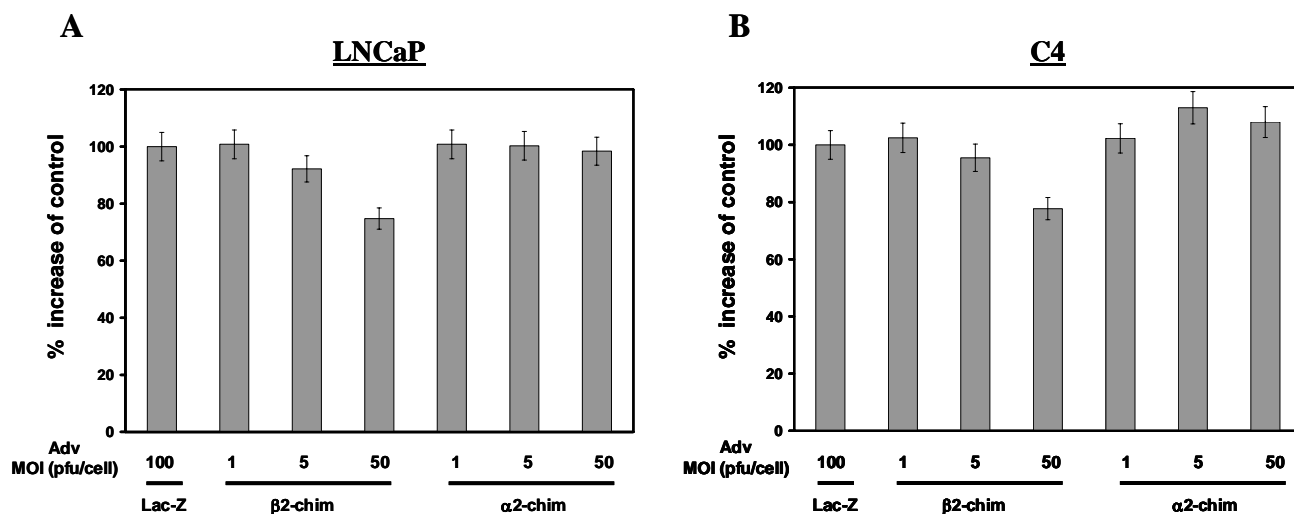 A
LNCaP
% increase of control
120
100
80
60
40
20
0
Adv
MOI (pfu/cell)
100 1 5 50 1 5 50
Lac-Z β2-chim α2-chim
B
C4
% increase of control
120
100
80
60
40
20
0
Adv
MOI (pfu/cell)
100 1 5 50 1 5 50
Lac-Z β2-chim α2-chim